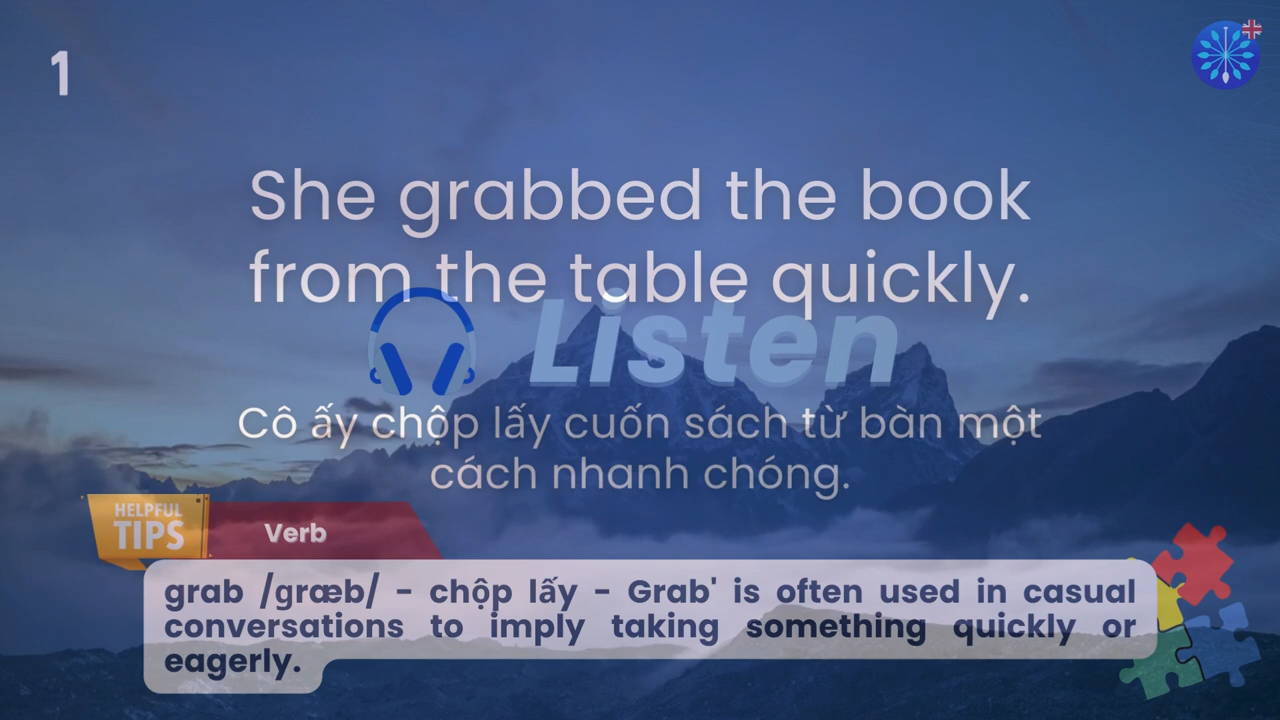 1
She grabbed the book
from the table quickly.
Listen
Cô ấy chộp lấy cuốn sách từ bàn một
cách nhanh chóng.
HELPFUL
TIPS
Verb
grab /ɡræb/ - chộp lấy - Grab' is often used in casual
conversations to imply taking something quickly or
eagerly.